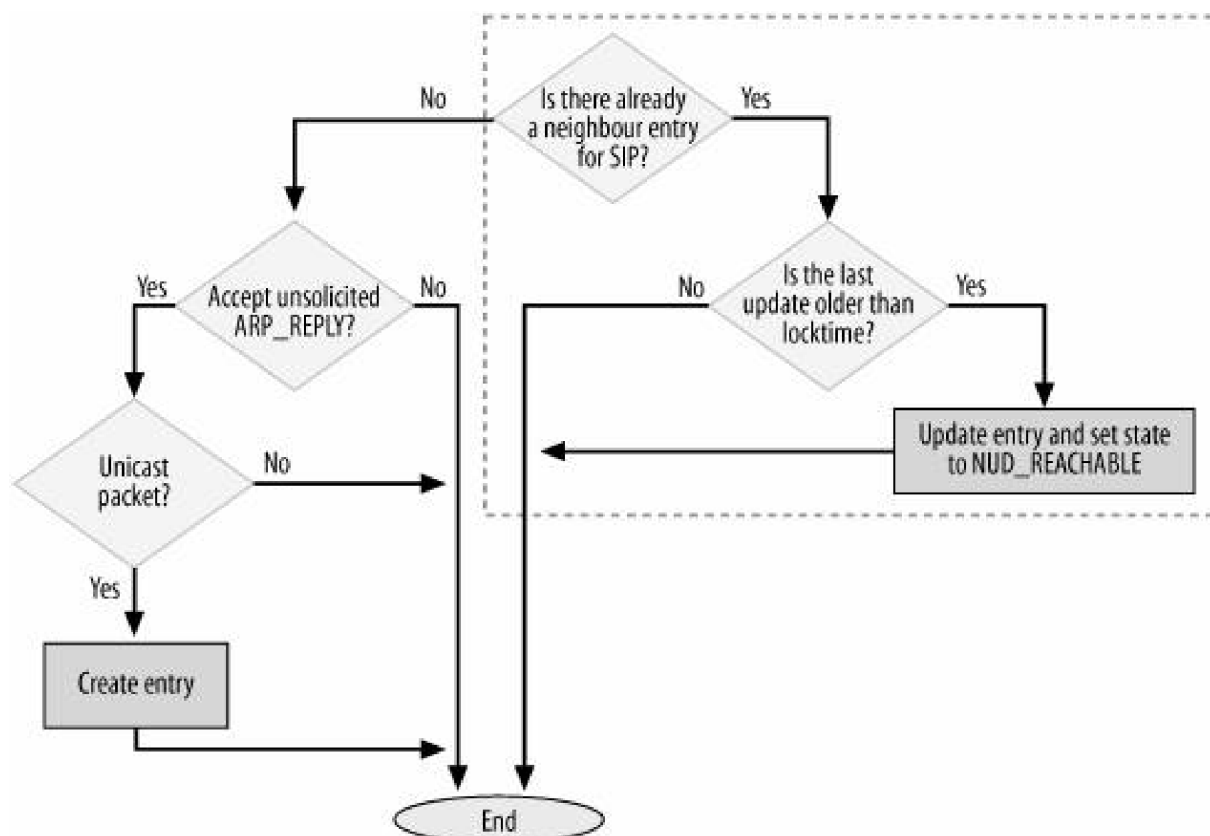 No
Is there already
a neighbour entry
for SIP?
Yes
Yes
Accept unsolicited
ARP_REPLY?
No
No
Is the last
update older than
locktime?
Yes
Unicast
packet?
No
Update entry and set state
to NUD_REACHABLE
Yes
Create entry
End